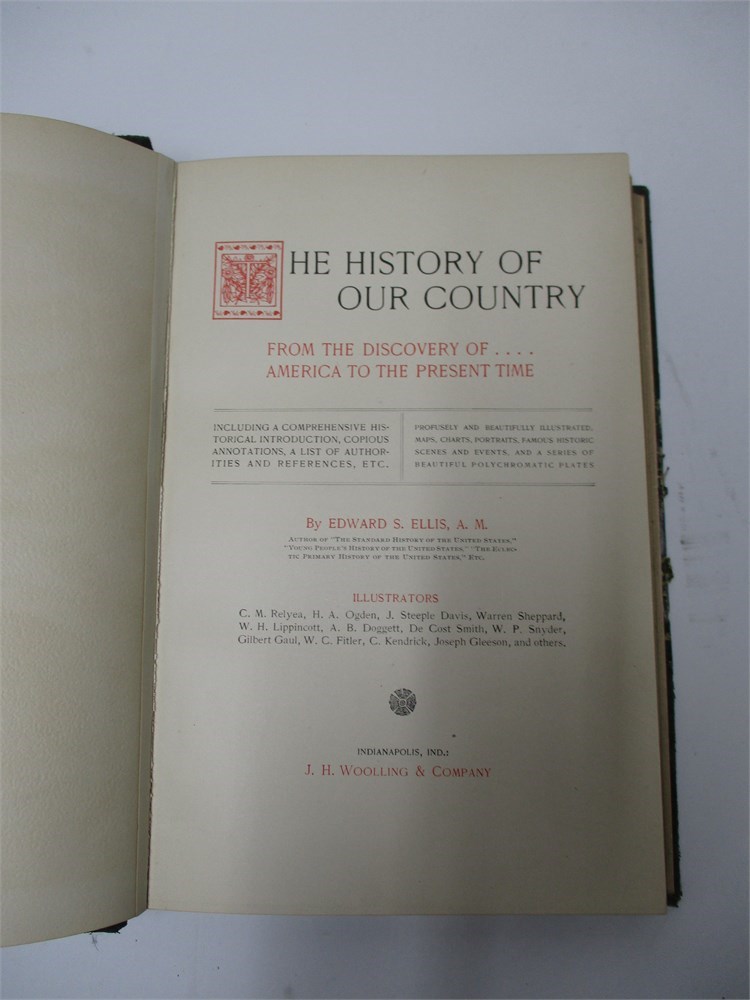 THE HISTORY OF
OUR COUNTRY
FROM THE DISCOVERY OF ....
AMERICA TO THE PRESENT TIME
INCLUDING A COMPREHENSIVE HIS-
TORICAL INTRODUCTION, COPIOUS
ANNOTATIONS, A LIST OF AUTHOR-
ITIES AND REFERENCES, ETC.
PROFUSELY AND BEAUTIFULLY ILLUSTRATED;
MAPS, CHARTS, PORTRAITS, FAMOUS HISTORIC
SCENES AND EVENTS, AND A SERIES OF
BEAUTIFUL POLYCHROMATIC PLATES
By EDWARD S. ELLIS, A. M.
AUTHOR OF "THE STANDARD HISTORY OF THE UNITED STATES,"
"YOUNG PEOPLE'S HISTORY OF THE UNITED STATES," "THE ECLEC-
TIC PRIMARY HISTORY OF THE UNITED STATES," ETC.
ILLUSTRATORS
C. M. Relyea, H. A. Ogden, J. Steeple Davis, Warren Sheppard,
W. H. Lippincott, A. B. Doggett, De Cost Smith, W. P. Snyder,
Gilbert Gaul, W. C. Fitler, C. Kendrick, Joseph Gleeson, and others.
INDIANAPOLIS, IND.:
J. H. WOOLLING & COMPANY